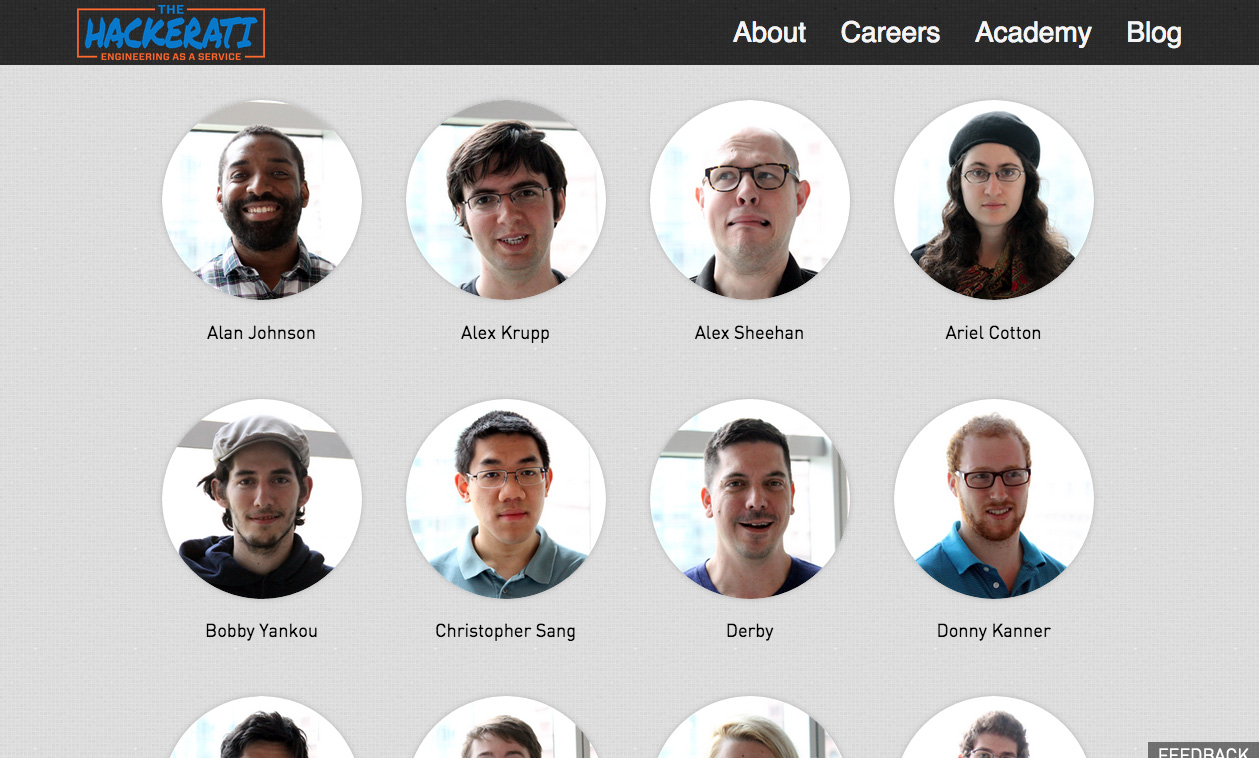 THE
HACKERATI
ENGINEERING AS A SERVICE
About Careers Academy Blog
Alan Johnson Alex Krupp Alex Sheehan Ariel Cotton
Bobby Yankou Christopher Sang Derby Donny Kanner
FEEDBACK